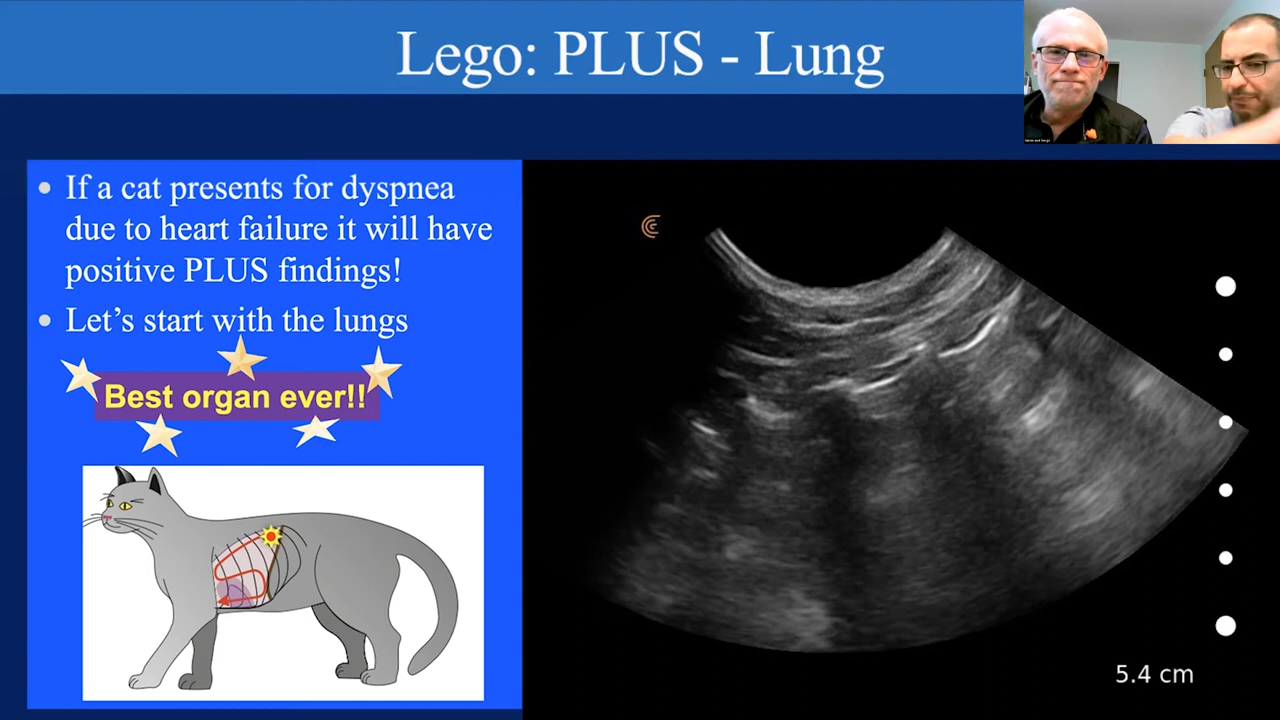 Lego: PLUS - Lung
• If a cat presents for dyspnea
due to heart failure it will have
positive PLUS findings!
• Let’s start with the lungs
Best organ ever!!
5.4 cm